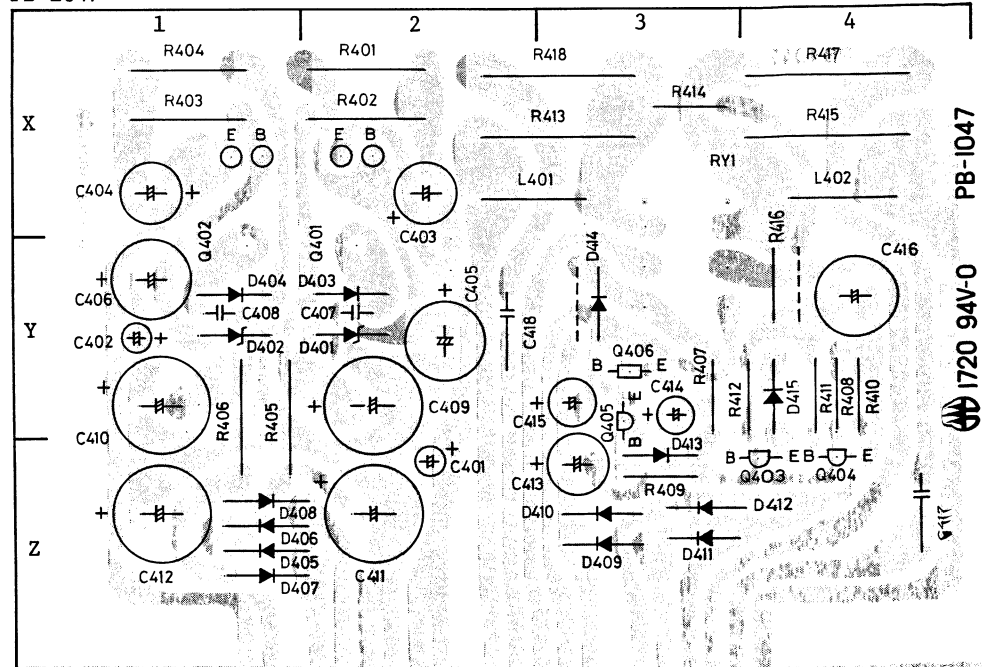 1 2 3 4
X
Y
Z
R404 R401 R418 R417
R403 R402 R413 R414 R415
E B E B
RY1
C404 L401 L402
C403
Q402 Q401 D414 R416 C416
C406 D404 D403 C405
C408 C407
C402 D402 D401 C418
Q406 R407
B E
C414
R406 R405 C409 C415 Q405 E B R412 D415 R411 R408 R410
C410 D413
C401 C413 B E B E
R409 Q403 Q404
D408 D410 D412
D406
D405 D409 D411 C417
C412 D407 C411
PB-1047
1720 94V-0